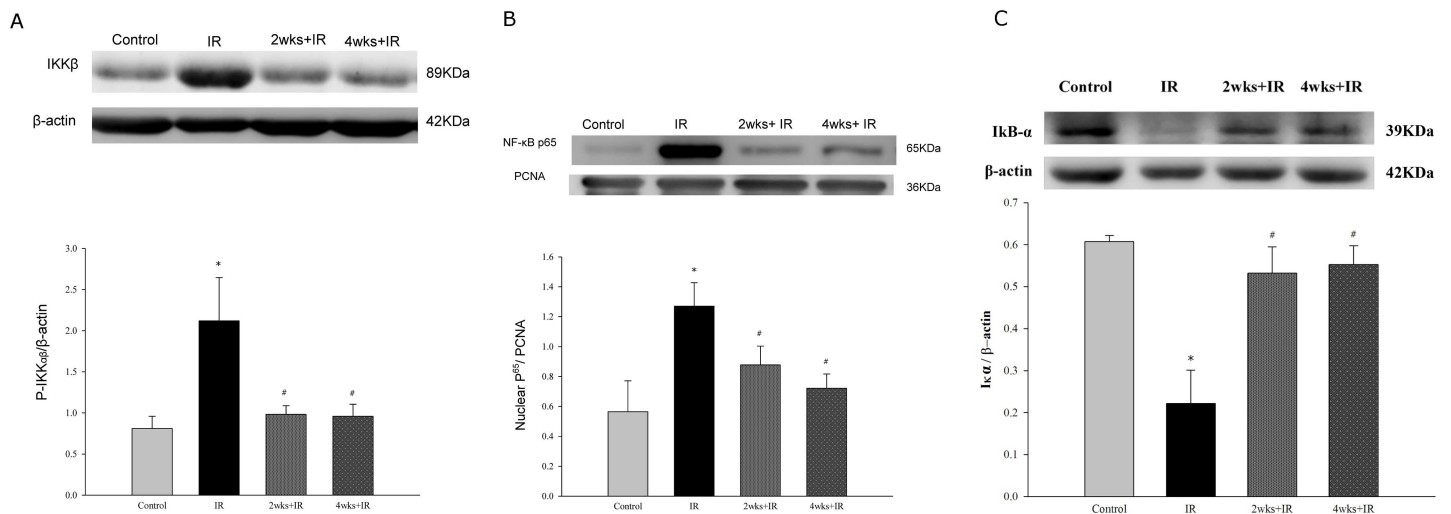 A
Control IR 2wks+IR 4wks+IR
IKKβ 89KDa
β-actin 42KDa
P-IKKαβ/β-actin
3.0
2.5
2.0
1.5
1.0
0.5
0.0
*
#
#
Control IR 2wks+IR 4wks+IR
B
Control IR 2wks+ IR 4wks+ IR
NF-κB p65 65KDa
PCNA 36KDa
Nuclear P65/ PCNA
1.6
1.4
1.2
1.0
0.8
0.6
0.4
0.2
0.0
*
#
#
Control IR 2wks+IR 4wks+IR
C
Control IR 2wks+IR 4wks+IR
IkB-α 39KDa
β-actin 42KDa
Iκ α / β-actin
0.7
0.6
0.5
0.4
0.3
0.2
0.1
0.0
*
#
#
Control IR 2wks+IR 4wks+IR